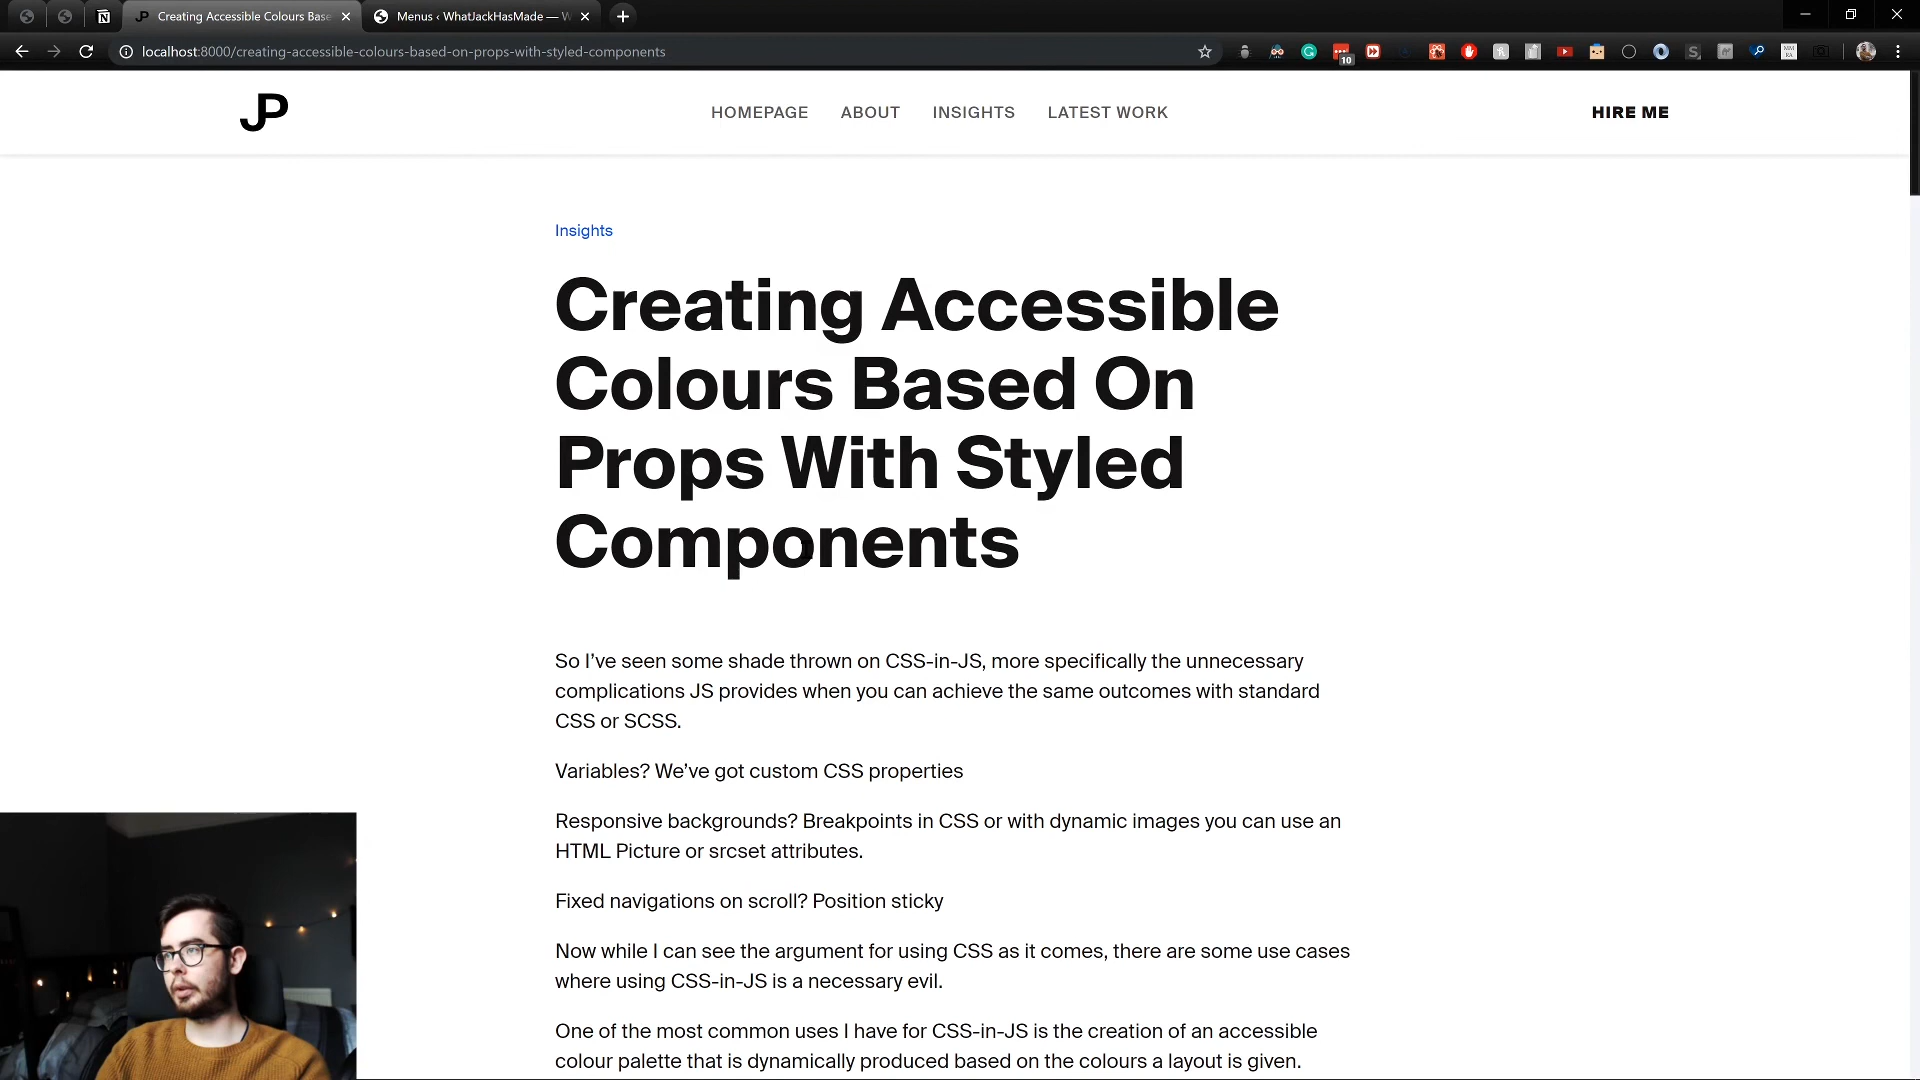 Creating Accessible Colours Base
Menus ‹ WhatJackHasMade — W
localhost:8000/creating-accessible-colours-based-on-props-with-styled-components
10
JP
HOMEPAGE
ABOUT
INSIGHTS
LATEST WORK
HIRE ME
Insights
Creating Accessible
Colours Based On
Props With Styled
Components
So I’ve seen some shade thrown on CSS-in-JS, more specifically the unnecessary
complications JS provides when you can achieve the same outcomes with standard
CSS or SCSS.
Variables? We’ve got custom CSS properties
Responsive backgrounds? Breakpoints in CSS or with dynamic images you can use an
HTML Picture or srcset attributes.
Fixed navigations on scroll? Position sticky
Now while I can see the argument for using CSS as it comes, there are some use cases
where using CSS-in-JS is a necessary evil.
One of the most common uses I have for CSS-in-JS is the creation of an accessible
colour palette that is dynamically produced based on the colours a layout is given.